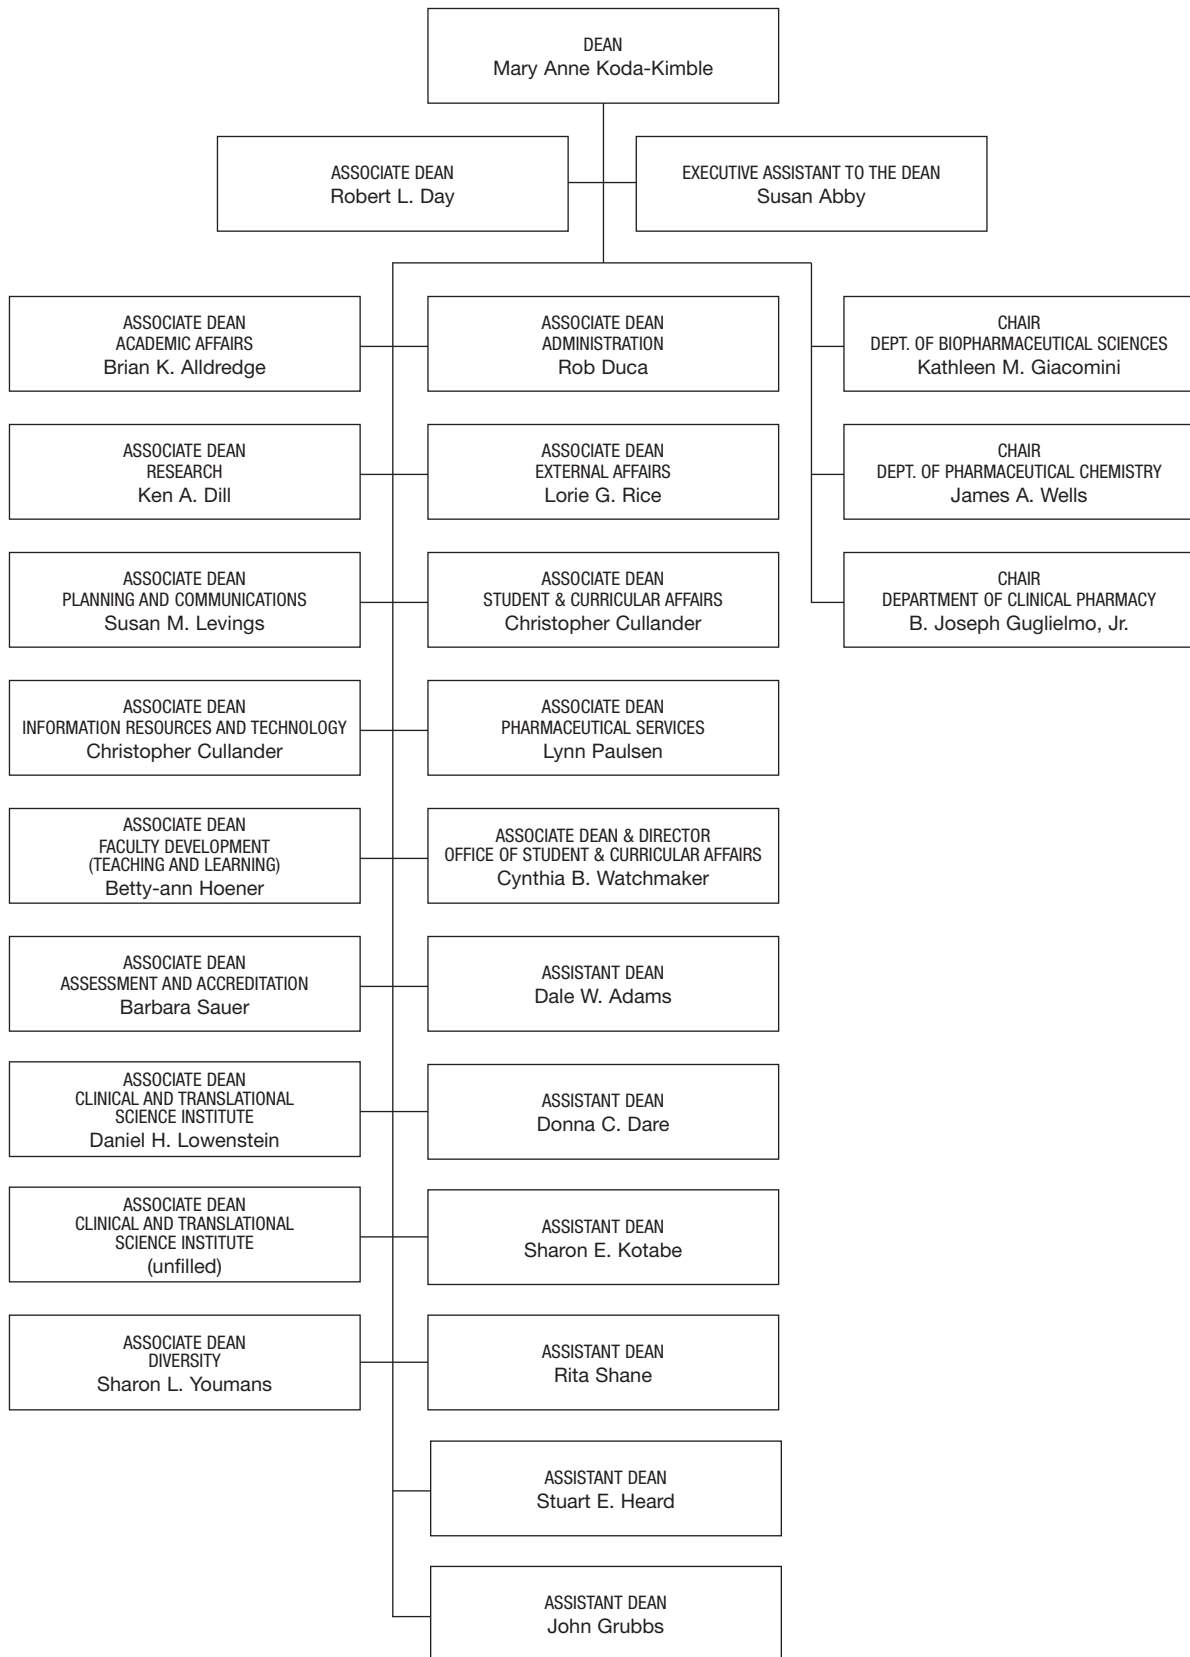 DEAN
Mary Anne Koda-Kimble
ASSOCIATE DEAN
Robert L. Day
EXECUTIVE ASSISTANT TO THE DEAN
Susan Abby
ASSOCIATE DEAN
ACADEMIC AFFAIRS
Brian K. Alldredge
ASSOCIATE DEAN
ADMINISTRATION
Rob Duca
CHAIR
DEPT. OF BIOPHARMACEUTICAL SCIENCES
Kathleen M. Giacomini
ASSOCIATE DEAN
RESEARCH
Ken A. Dill
ASSOCIATE DEAN
EXTERNAL AFFAIRS
Lorie G. Rice
CHAIR
DEPT. OF PHARMACEUTICAL CHEMISTRY
James A. Wells
ASSOCIATE DEAN
PLANNING AND COMMUNICATIONS
Susan M. Levings
ASSOCIATE DEAN
STUDENT & CURRICULAR AFFAIRS
Christopher Cullander
CHAIR
DEPARTMENT OF CLINICAL PHARMACY
B. Joseph Guglielmo, Jr.
ASSOCIATE DEAN
INFORMATION RESOURCES AND TECHNOLOGY
Christopher Cullander
ASSOCIATE DEAN
PHARMACEUTICAL SERVICES
Lynn Paulsen
ASSOCIATE DEAN
FACULTY DEVELOPMENT
(TEACHING AND LEARNING)
Betty-ann Hoener
ASSOCIATE DEAN & DIRECTOR
OFFICE OF STUDENT & CURRICULAR AFFAIRS
Cynthia B. Watchmaker
ASSOCIATE DEAN
ASSESSMENT AND ACCREDITATION
Barbara Sauer
ASSISTANT DEAN
Dale W. Adams
ASSOCIATE DEAN
CLINICAL AND TRANSLATIONAL
SCIENCE INSTITUTE
Daniel H. Lowenstein
ASSISTANT DEAN
Donna C. Dare
ASSOCIATE DEAN
CLINICAL AND TRANSLATIONAL
SCIENCE INSTITUTE
(unfilled)
ASSISTANT DEAN
Sharon E. Kotabe
ASSOCIATE DEAN
DIVERSITY
Sharon L. Youmans
ASSISTANT DEAN
Rita Shane
ASSISTANT DEAN
Stuart E. Heard
ASSISTANT DEAN
John Grubbs